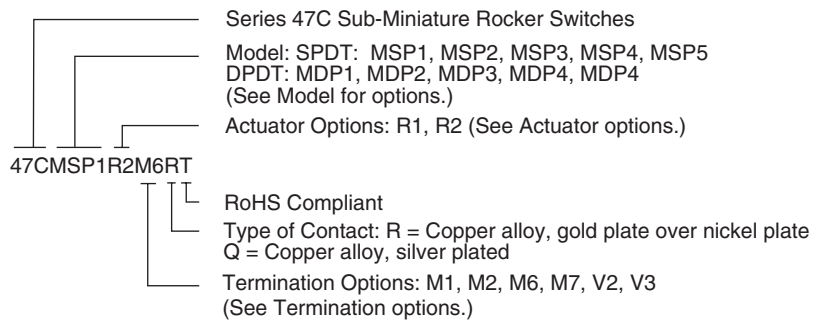 Series 47C Sub-Miniature Rocker Switches
Model: SPDT: MSP1, MSP2, MSP3, MSP4, MSP5
DPDT: MDP1, MDP2, MDP3, MDP4, MDP4
(See Model for options.)
Actuator Options: R1, R2 (See Actuator options.)
47CMSP1R2M6RT
RoHS Compliant
Type of Contact: R = Copper alloy, gold plate over nickel plate
Q = Copper alloy, silver plated
Termination Options: M1, M2, M6, M7, V2, V3
(See Termination options.)